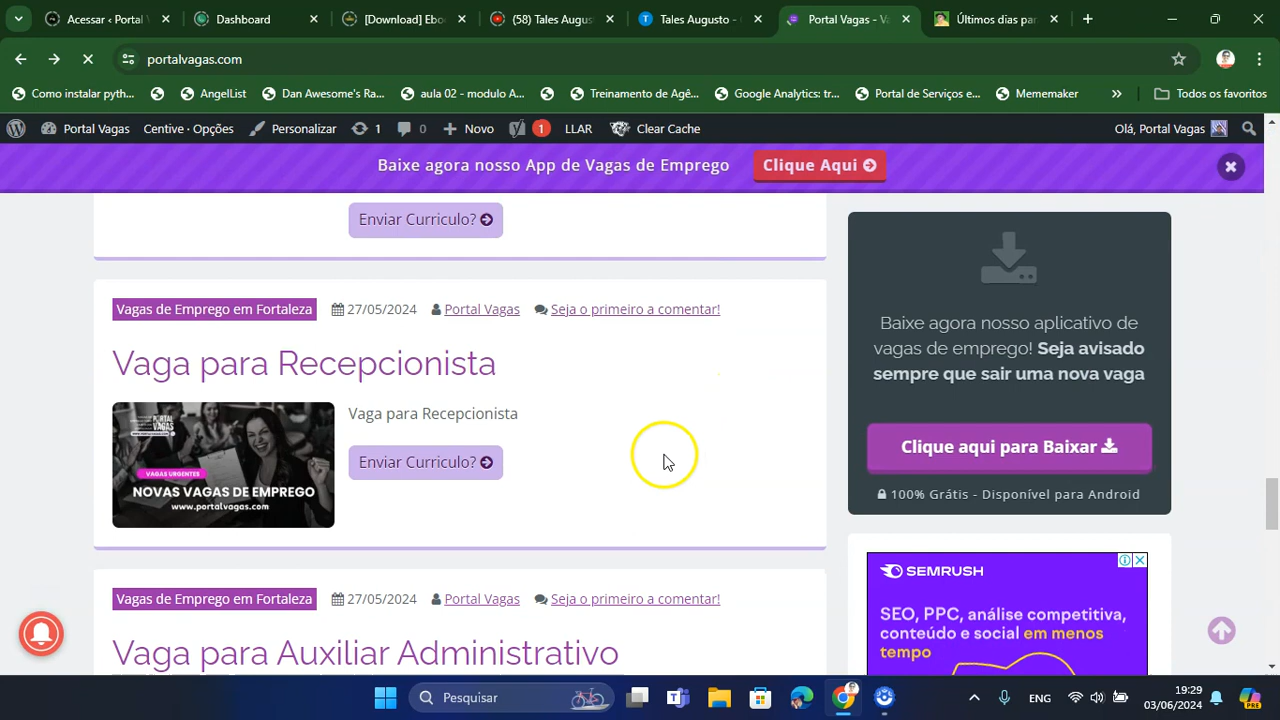 Achou ‹ Portal V
Dashboard
[Download] Ebo
(58) Tales Augus
Tales Augusto - 
Portal Vagas - V
Últimos dias par
portalvagas.com
Como instalar pyth...
AngelList
Dan Awesome's Ra...
aula 02 - modulo A...
Treinamento de Agê...
Google Analytics: tr...
Portal de Serviços e...
Mememaker
Todos os favoritos
Portal Vagas
Centive · Opções
Personalizar
1
0
Novo
1
LLAR
Clear Cache
Olá, Portal Vagas
Baixe agora nosso App de Vagas de Emprego
Clique Aqui
Enviar Curriculo?
Vagas de Emprego em Fortaleza 27/05/2024 Portal Vagas Seja o primeiro a comentar!
Vaga para Recepcionista
PORTAL
VAGAS
VAGAS URGENTES
NOVAS VAGAS DE EMPREGO
www.portalvagas.com
Vaga para Recepcionista
Enviar Curriculo?
Vagas de Emprego em Fortaleza 27/05/2024 Portal Vagas Seja o primeiro a comentar!
Vaga para Auxiliar Administrativo
Baixe agora nosso aplicativo de
vagas de emprego! Seja avisado
sempre que sair uma nova vaga
Clique aqui para Baixar
100% Grátis - Disponível para Android
SEMRUSH
SEO, PPC, análise competitiva,
conteúdo e social em menos
tempo
Pesquisar
ENG
19:29
03/06/2024
PRE